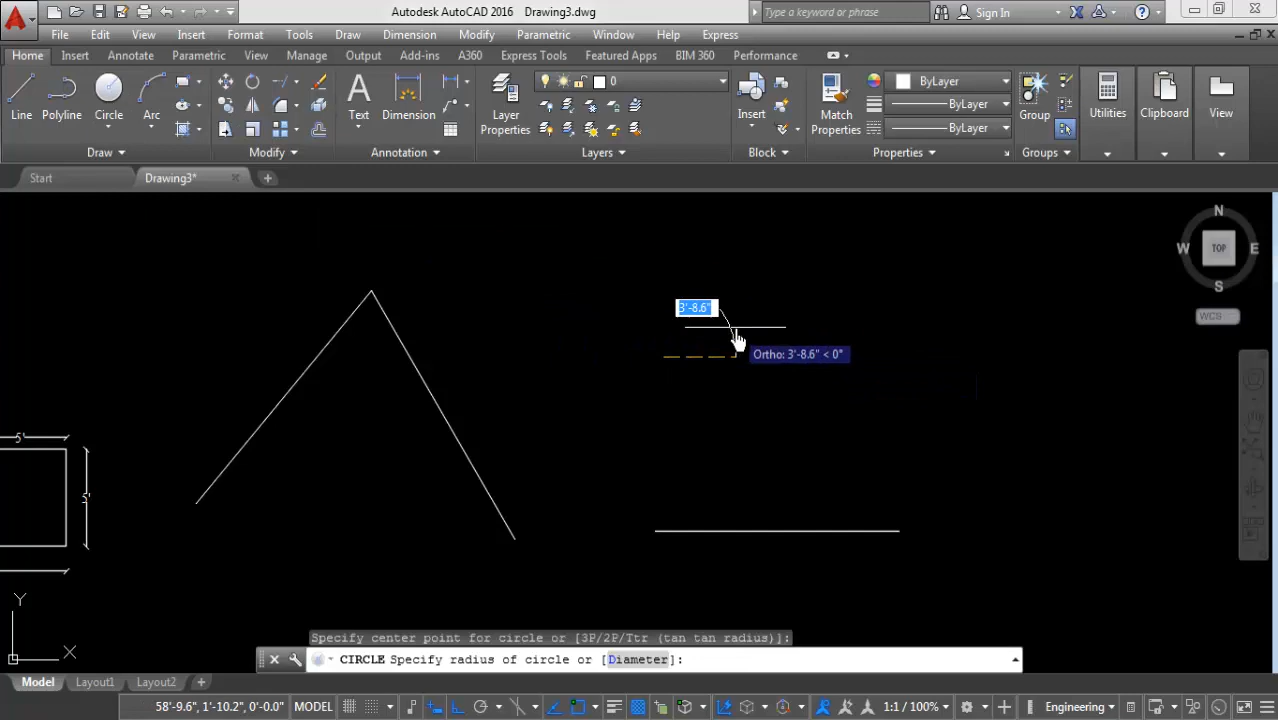 Autodesk AutoCAD 2016 Drawing3.dwg
Type a keyword or phrase
Sign In
File Edit View Insert Format Tools Draw Dimension Modify Parametric Window Help Express
Home Insert Annotate Parametric View Manage Output Add-ins A360 Express Tools Featured Apps BIM 360 Performance
Line Polyline Circle Arc
Text Dimension
Layer Properties
0
Insert
Match Properties
ByLayer
ByLayer
ByLayer
Group
Utilities
Clipboard
View
Draw Modify Annotation Layers Block Properties Groups
Start Drawing3*
N
W TOP E
S
WCS
3'-8.6"
Ortho: 3'-8.6" < 0°
5'
5'
Y
X
Specify center point for circle or [3P/2P/Ttr (tan tan radius)]:
CIRCLE Specify radius of circle or [Diameter]:
Model Layout1 Layout2
58'-9.6", 1'-10.2", 0'-0.0" MODEL 1:1 / 100% Engineering